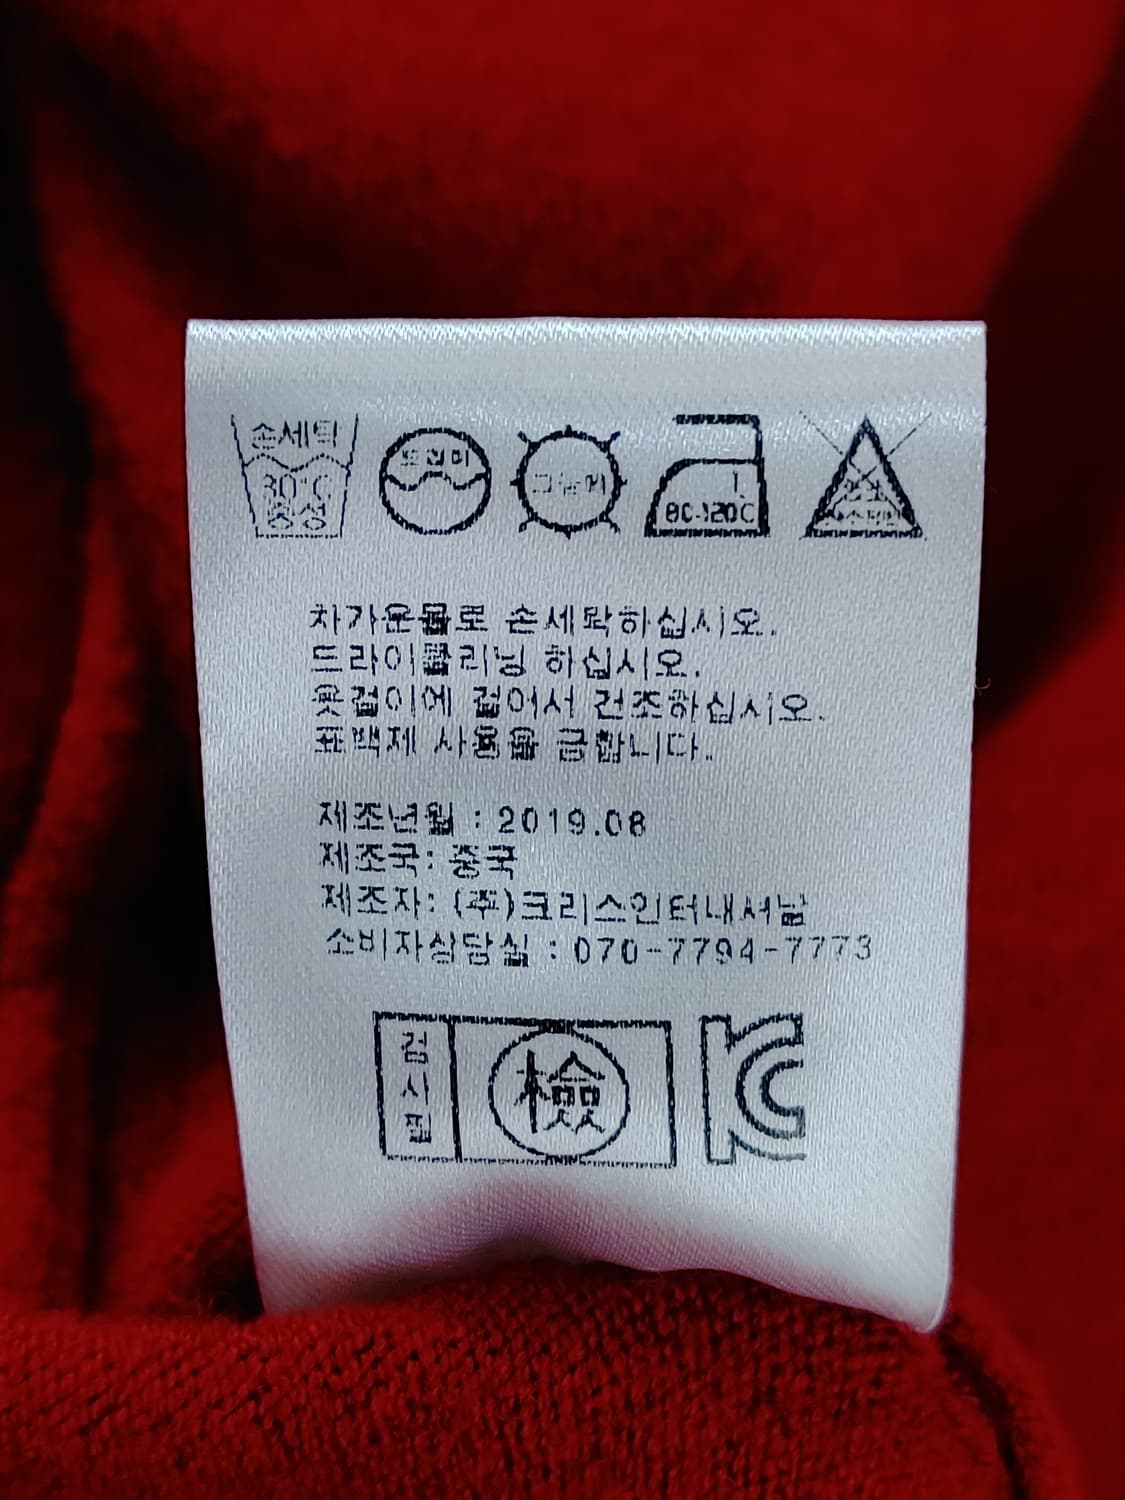 손세탁
30°C
중성
드라이
그늘에
1
80-120°C
염소
차가운물로 손세탁하십시오.
드라이클리닝 하십시오.
옷걸이에 걸어서 건조하십시오.
표백제 사용을 금합니다.
제조년월 : 2019.08
제조국: 중국
제조자: (주)크리스인터내셔날
소비자상담실 : 070-7794-7773
검사필
檢
KC